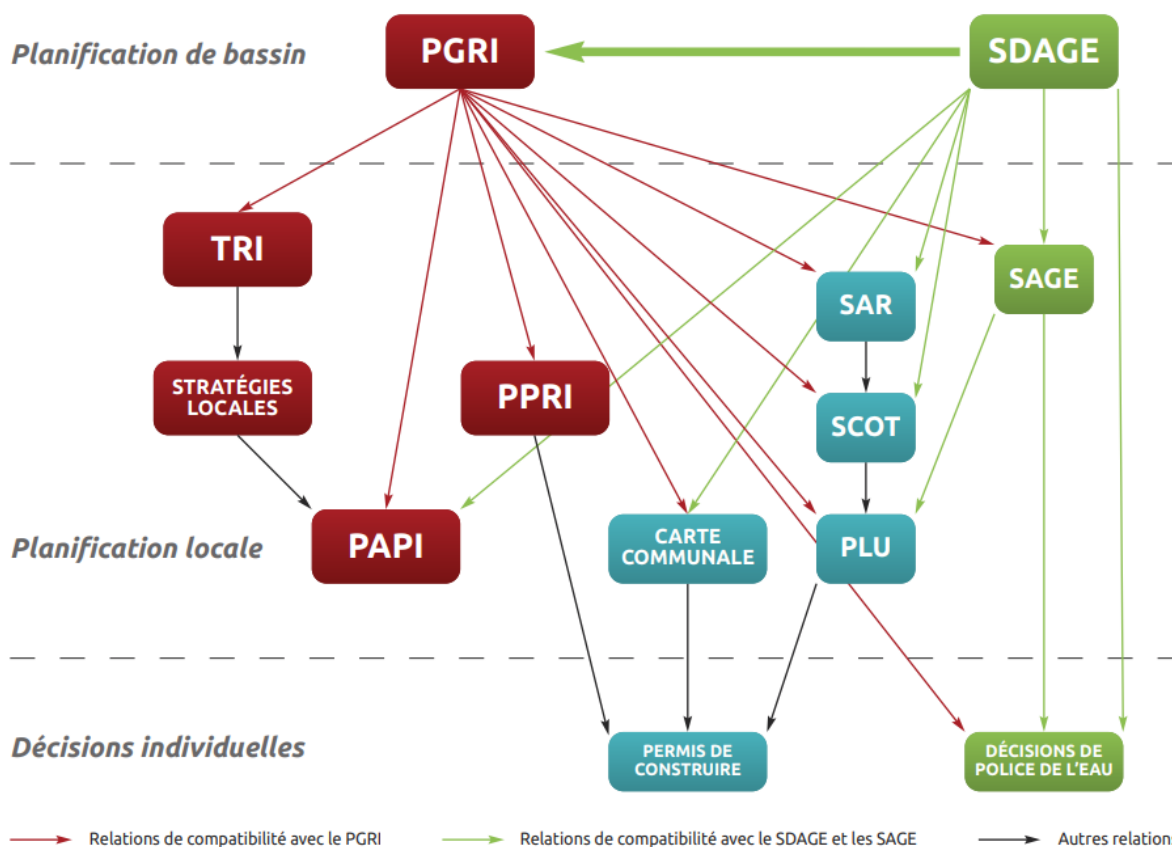 Planification de bassin
PGRI
SDAGE
TRI
SAGE
SAR
STRATÉGIES
LOCALES
PPRI
SCOT
Planification locale
PAPI
CARTE
COMMUNALE
PLU
Décisions individuelles
PERMIS DE
CONSTRUIRE
DÉCISIONS DE
POLICE DE L'EAU
Relations de compatibilité avec le PGRI
Relations de compatibilité avec le SDAGE et les SAGE
Autres relation